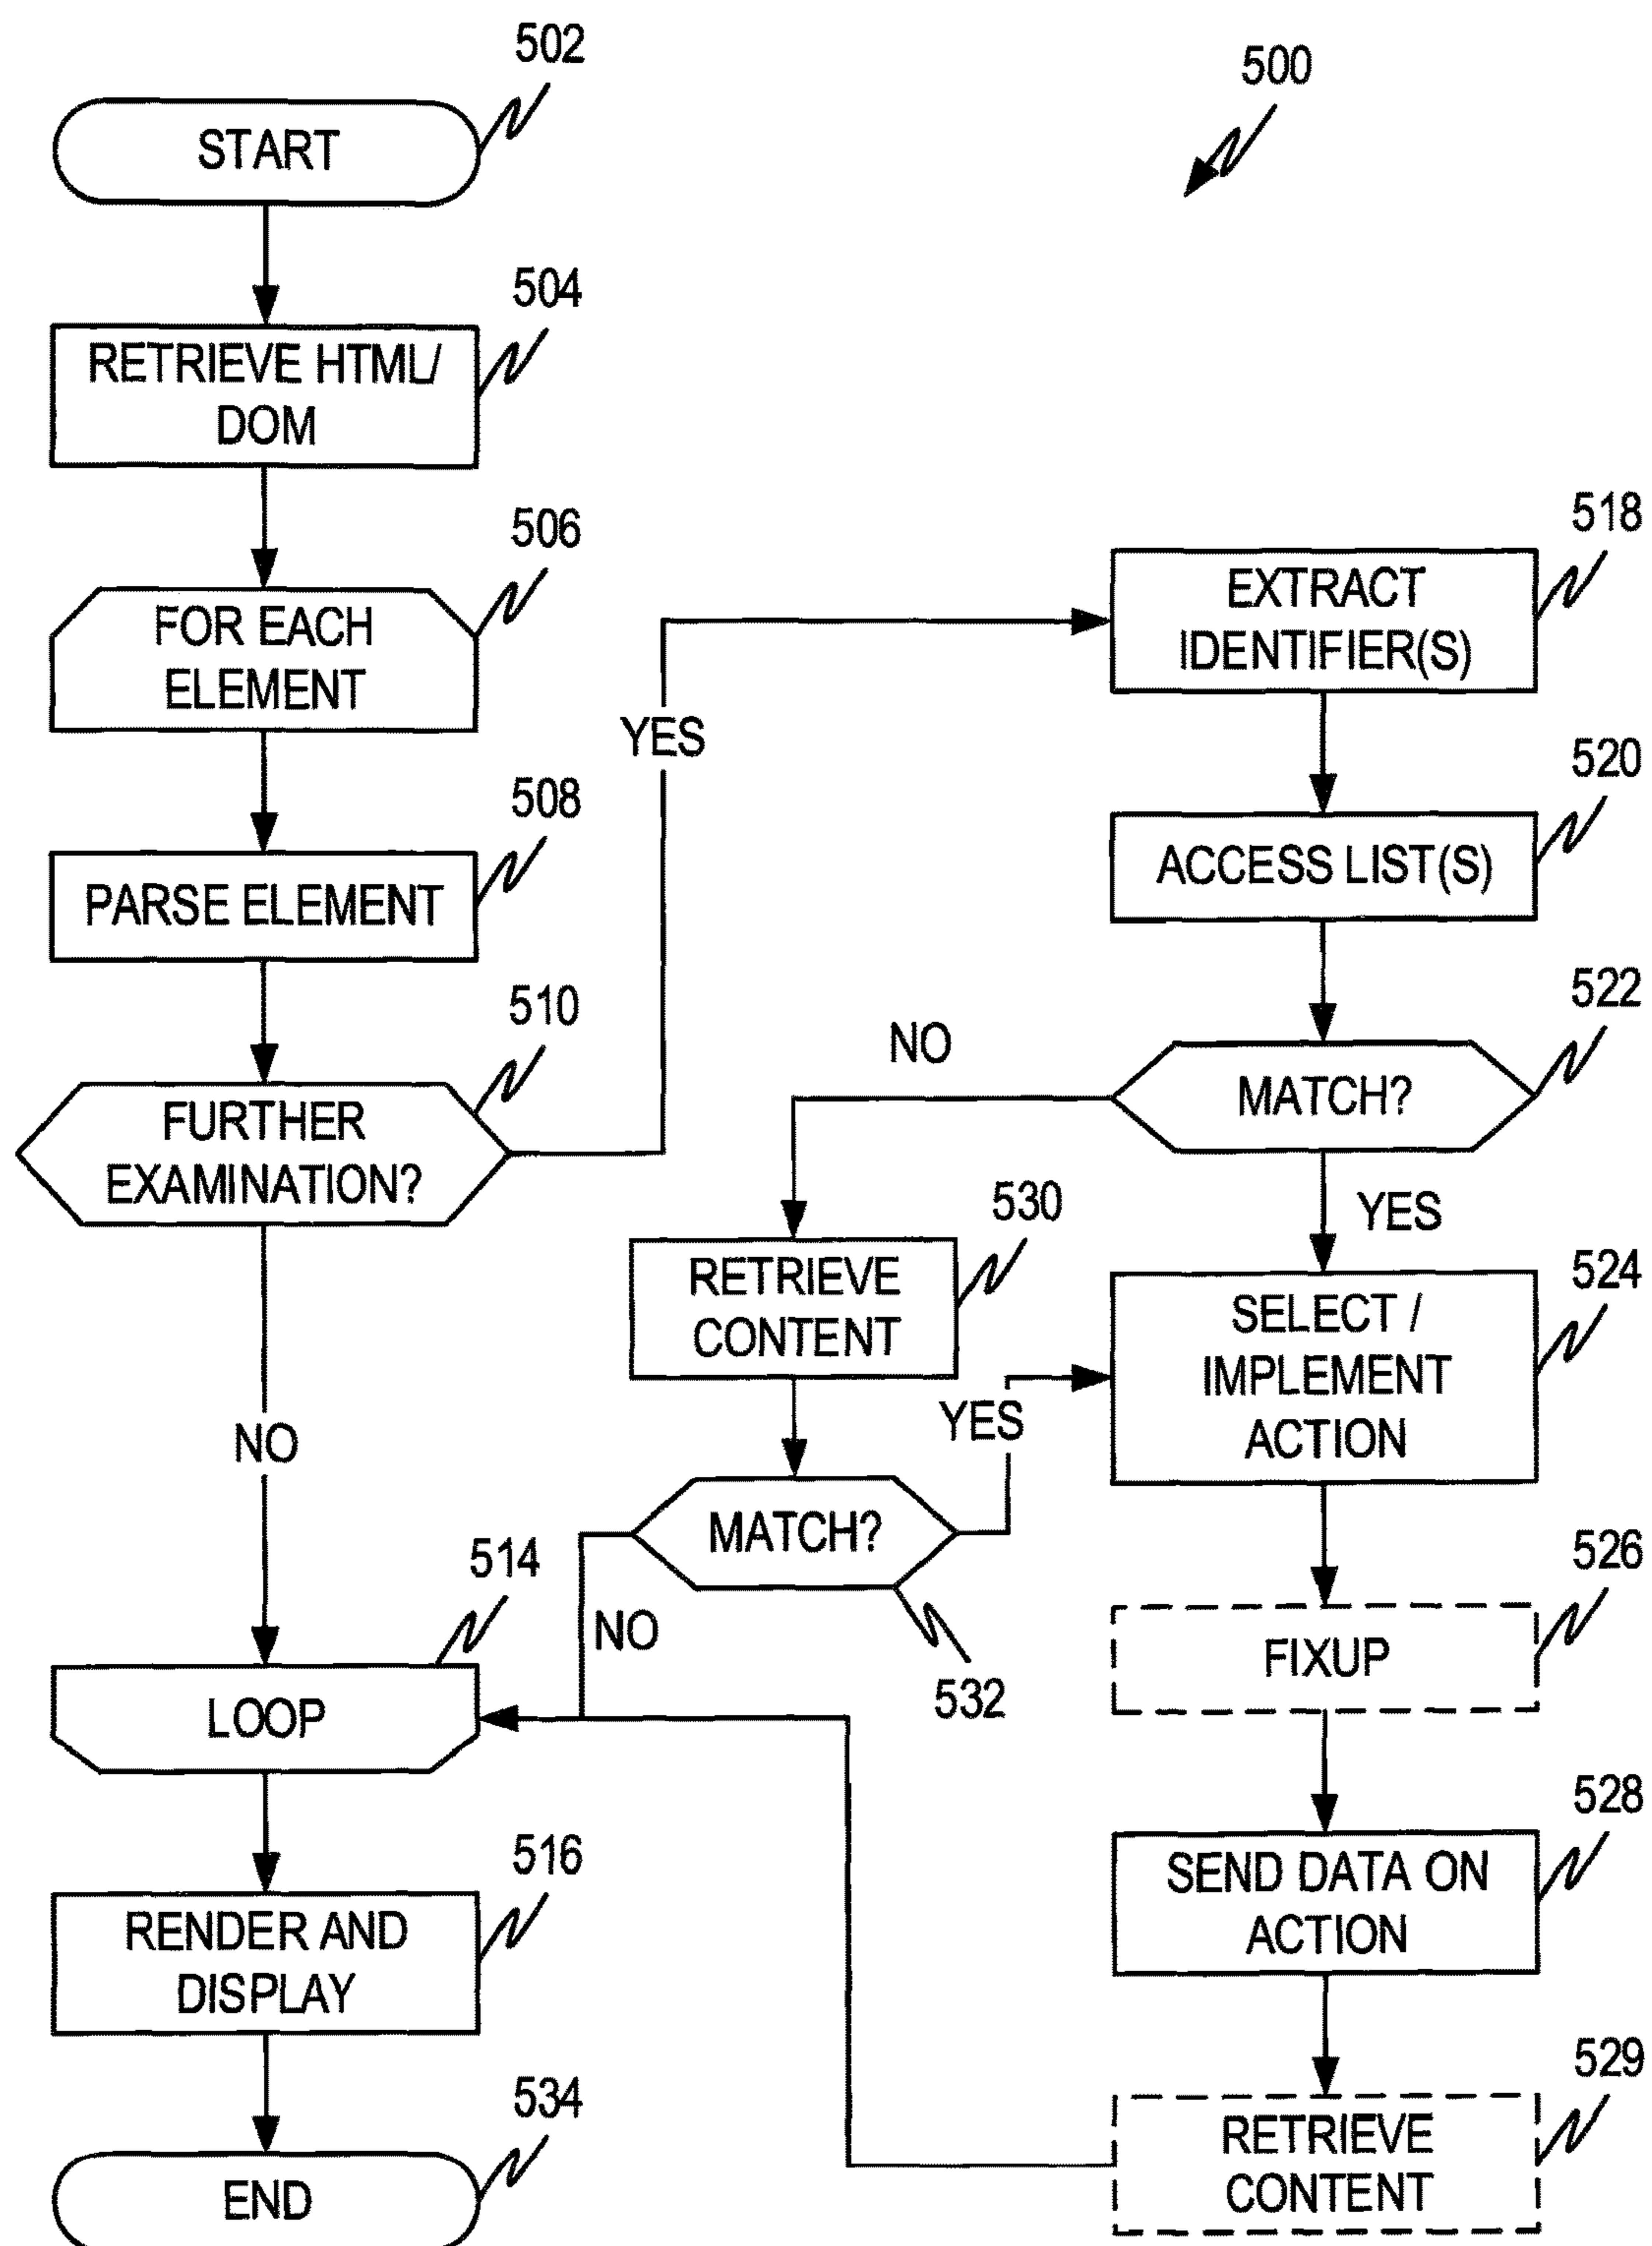 502
500
START
504
RETRIEVE HTML/
DOM
506
FOR EACH
ELEMENT
508
PARSE ELEMENT
510
FURTHER
EXAMINATION?
YES
NO
518
EXTRACT
IDENTIFIER(S)
520
ACCESS LIST(S)
522
MATCH?
NO
YES
530
RETRIEVE
CONTENT
524
SELECT /
IMPLEMENT
ACTION
YES
MATCH?
532
NO
526
FIXUP
514
LOOP
528
SEND DATA ON
ACTION
516
RENDER AND
DISPLAY
529
RETRIEVE
CONTENT
534
END